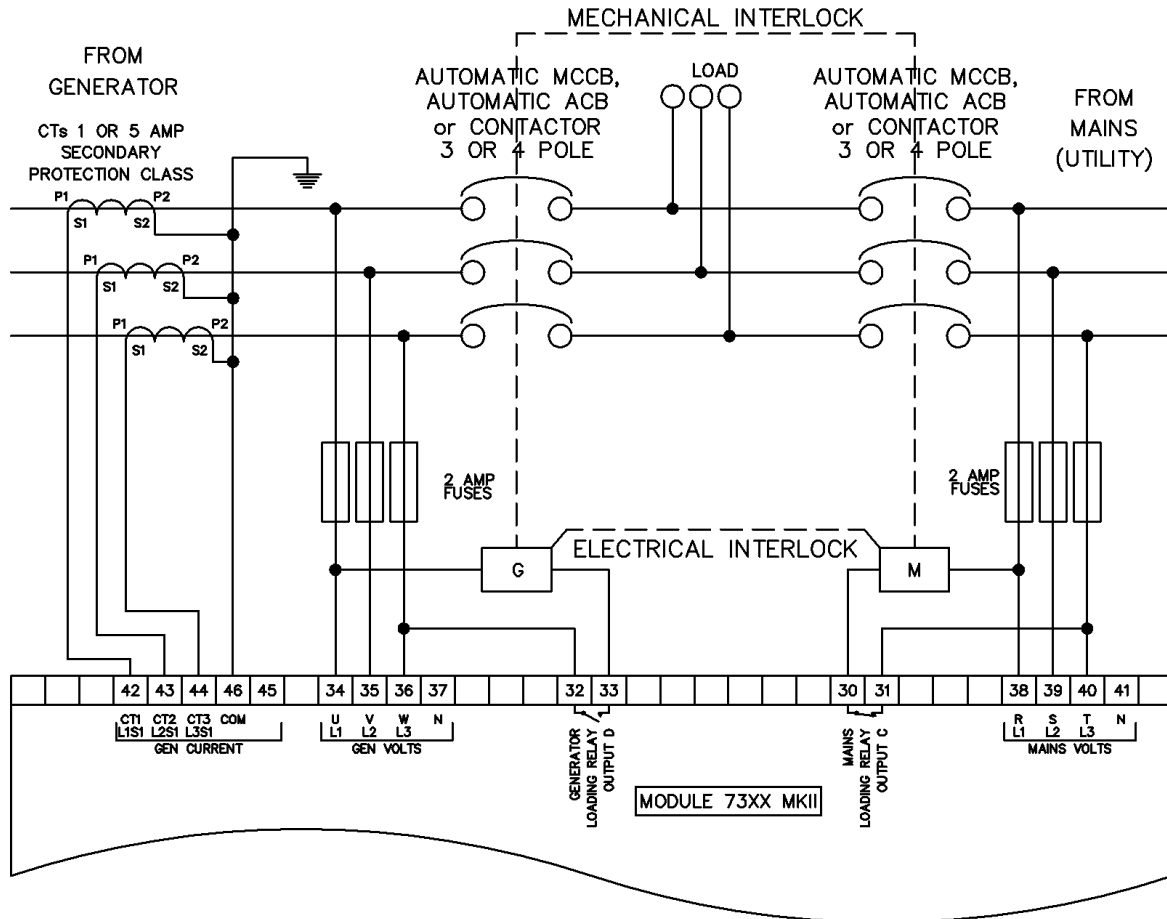 MECHANICAL INTERLOCK
FROM
GENERATOR
CTs 1 OR 5 AMP
SECONDARY
PROTECTION CLASS
AUTOMATIC MCCB,
AUTOMATIC ACB
or CONTACTOR
3 OR 4 POLE
LOAD
AUTOMATIC MCCB,
AUTOMATIC ACB
or CONTACTOR
3 OR 4 POLE
FROM
MAINS
(UTILITY)
P1 P2
S1 S2
P1 P2
S1 S2
P1 P2
S1 S2
2 AMP
FUSES
2 AMP
FUSES
ELECTRICAL INTERLOCK
G
M
42 43 44 46 45 34 35 36 37 32 33 30 31 38 39 40 41
CT1 CT2 CT3 COM
L1S1 L2S1 L3S1
GEN CURRENT
U V W N
L1 L2 L3
GEN VOLTS
GENERATOR
LOADING RELAY
OUTPUT D
MODULE 73XX MKII
MAINS
LOADING RELAY
OUTPUT C
R S T N
L1 L2 L3
MAINS VOLTS